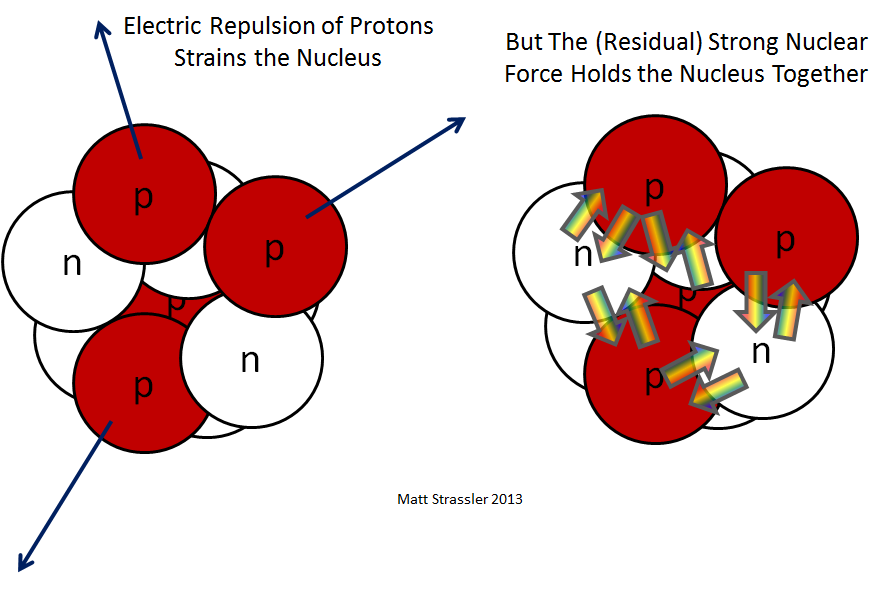 Electric Repulsion of Protons
Strains the Nucleus
But The (Residual) Strong Nuclear
Force Holds the Nucleus Together
p
p
n
p
n
p
p
p
n
p
n
p
Matt Strassler 2013